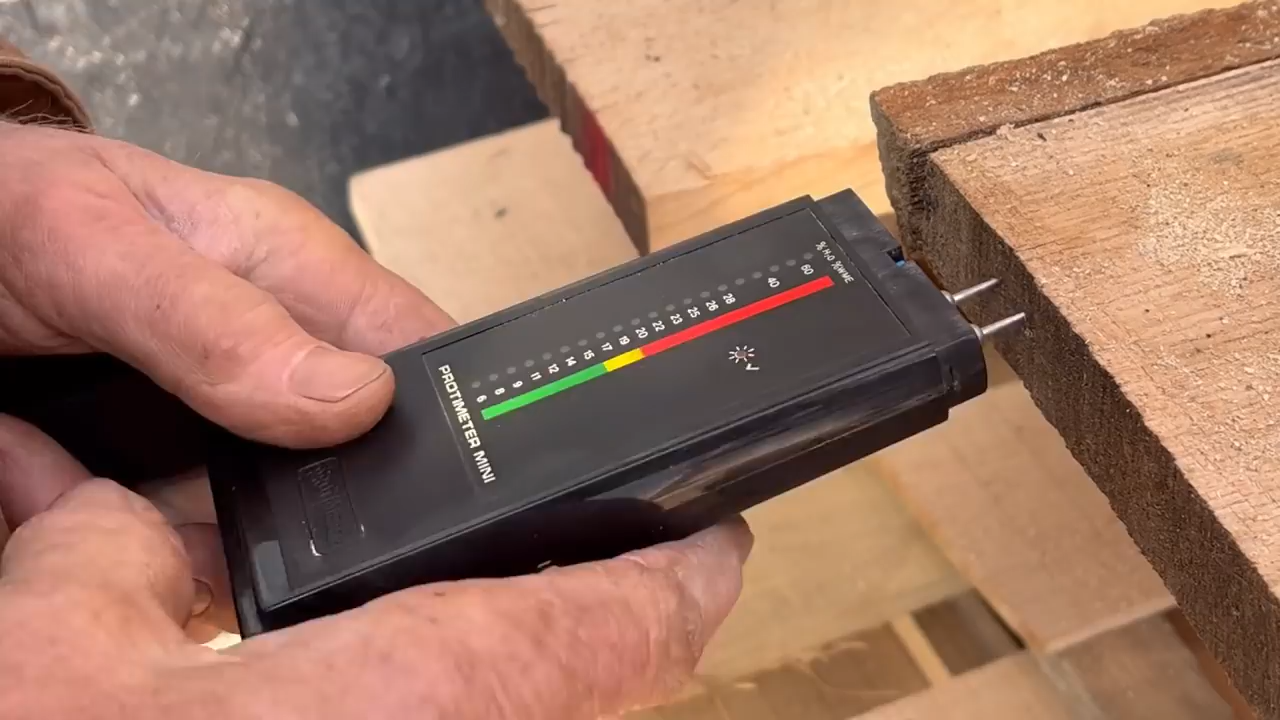 PROTIMETER MINI
6 8 9 11 12 14 15 17 19 20 22 23 25 26 28 40 60
% H₂O %WME